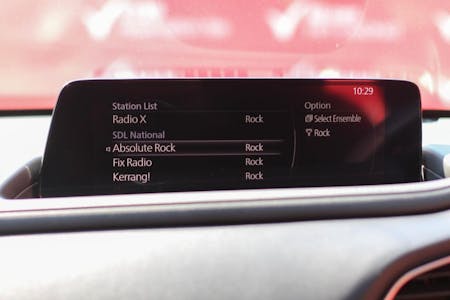 10:29
Station List
Option
Radio X Rock
Select Ensemble
SDL National
Rock
Absolute Rock Rock
Fix Radio Rock
Kerrang! Rock